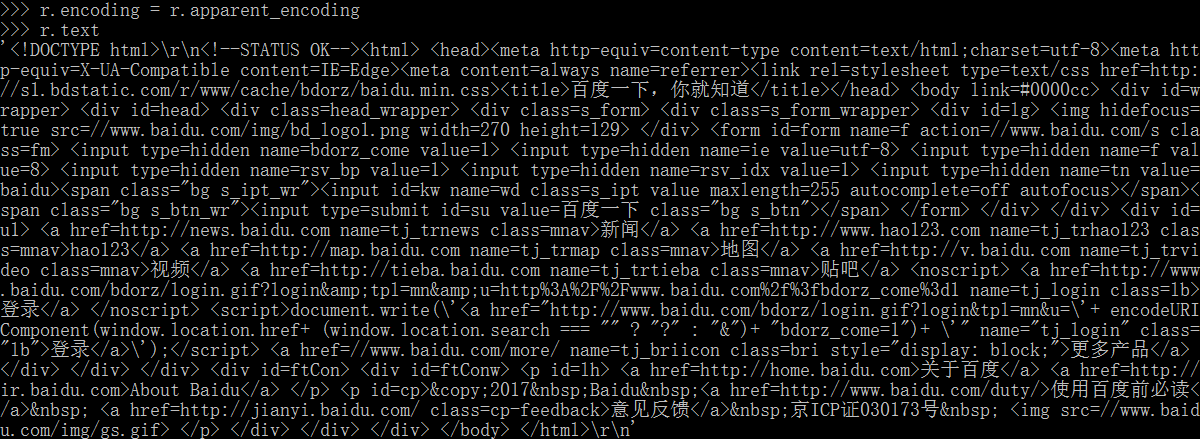 >>> r.encoding = r.apparent_encoding
>>> r.text
'<!DOCTYPE html>\r\n<!--STATUS OK--><html> <head><meta http-equiv=content-type content=text/html;charset=utf-8><meta htt
p-equiv=X-UA-Compatible content=IE=Edge><meta content=always name=referrer><link rel=stylesheet type=text/css href=http:
//s1.bdstatic.com/r/www/cache/bdorz/baidu.min.css><title>百度一下，你就知道</title></head> <body link=#0000cc> <div id=w
rapper> <div id=head> <div class=head_wrapper> <div class=s_form> <div class=s_form_wrapper> <div id=lg> <img hidefocus=
true src=//www.baidu.com/img/bd_logo1.png width=270 height=129> </div> <form id=form name=f action=//www.baidu.com/s cla
ss=fm> <input type=hidden name=bdorz_come value=1> <input type=hidden name=ie value=utf-8> <input type=hidden name=f val
ue=8> <input type=hidden name=rsv_bp value=1> <input type=hidden name=rsv_idx value=1> <input type=hidden name=tn value=
baidu><span class="bg s_ipt_wr"><input id=kw name=wd class=s_ipt value maxlength=255 autocomplete=off autofocus></span><
span class="bg s_btn_wr"><input type=submit id=su value=百度一下 class="bg s_btn"></span> </form> </div> </div> <div id=
u1> <a href=http://news.baidu.com name=tj_trnews class=mnav>新闻</a> <a href=http://www.hao123.com name=tj_trhao123 clas
s=mnav>hao123</a> <a href=http://map.baidu.com name=tj_trmap class=mnav>地图</a> <a href=http://v.baidu.com name=tj_trvi
deo class=mnav>视频</a> <a href=http://tieba.baidu.com name=tj_trtieba class=mnav>贴吧</a> <noscript> <a href=http://www
.baidu.com/bdorz/login.gif?login&amp;tpl=mn&amp;u=http%3A%2F%2Fwww.baidu.com%2f%3fbdorz_come%3d1 name=tj_login class=lb>
登录</a> </noscript> <script>document.write(\'<a href="http://www.baidu.com/bdorz/login.gif?login&tpl=mn&u=\'+ encodeURI
Component(window.location.href+ (window.location.search === "" ? "?" : "&")+ "bdorz_come=1")+ \'" name="tj_login" class=
"lb">登录</a>\');</script> <a href=//www.baidu.com/more/ name=tj_briicon class=bri style="display: block;">更多产品</a>
</div> </div> </div> <div id=ftCon> <div id=ftConw> <p id=lh> <a href=http://home.baidu.com>关于百度</a> <a href=http://
ir.baidu.com>About Baidu</a> </p> <p id=cp>&copy;2017&nbsp;Baidu&nbsp;<a href=http://www.baidu.com/duty/>使用百度前必读<
/a>&nbsp; <a href=http://jianyi.baidu.com/ class=cp-feedback>意见反馈</a>&nbsp;京ICP证030173号&nbsp; <img src=//www.bai
du.com/img/gs.gif> </p> </div> </div> </div> </body> </html>\r\n'